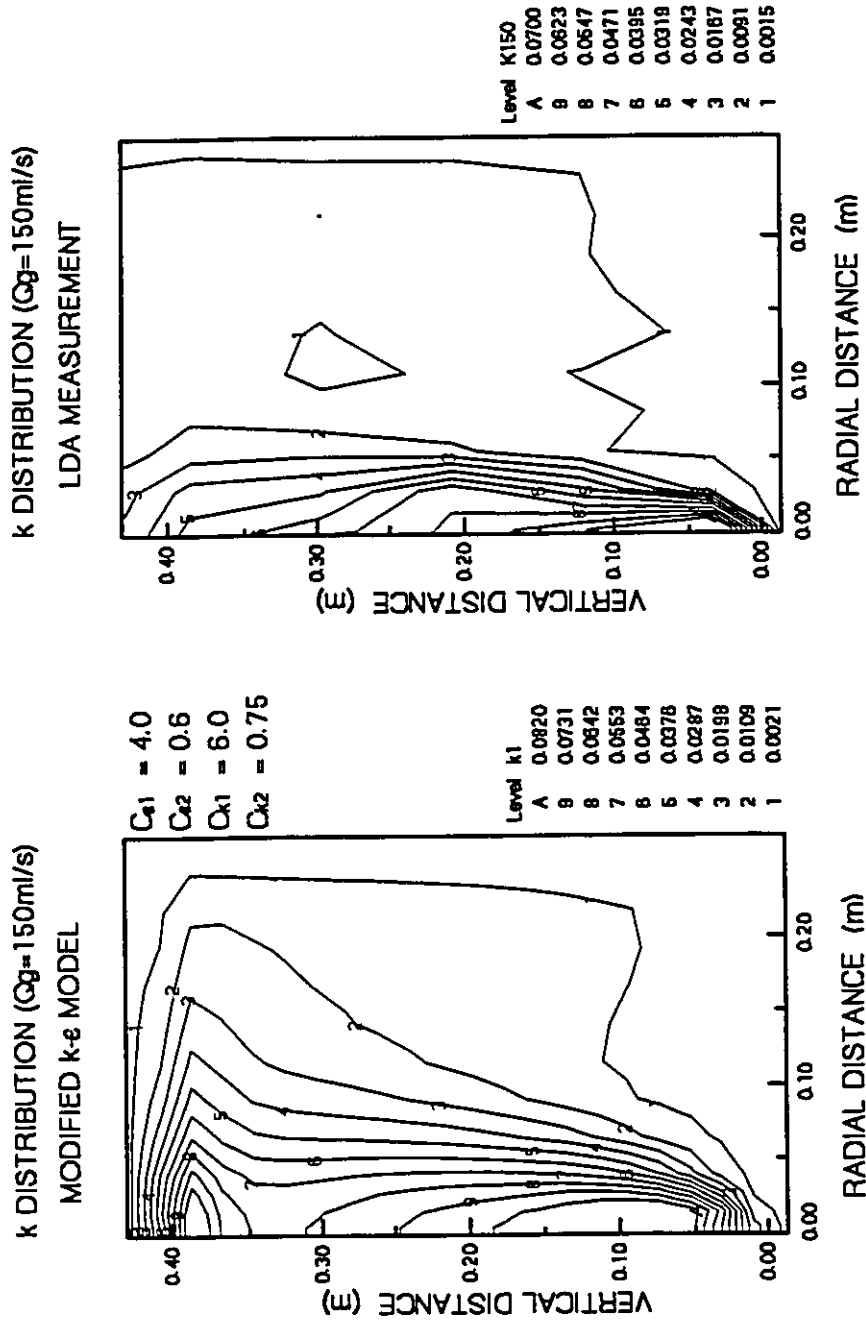 k DISTRIBUTION (Qg=150ml/s)
MODIFIED k-ε MODEL
Cε1 = 4.0
Cε2 = 0.6
Ck1 = 6.0
Ck2 = 0.75
Level k1
A 0.0820
9 0.0731
8 0.0642
7 0.0553
6 0.0464
5 0.0376
4 0.0287
3 0.0198
2 0.0109
1 0.0021
VERTICAL DISTANCE (m)
0.40
0.30
0.20
0.10
0.00
0.00 0.10 0.20
RADIAL DISTANCE (m)
k DISTRIBUTION (Qg=150ml/s)
LDA MEASUREMENT
Level K150
A 0.0700
9 0.0623
8 0.0547
7 0.0471
6 0.0395
5 0.0319
4 0.0243
3 0.0167
2 0.0091
1 0.0015
VERTICAL DISTANCE (m)
0.40
0.30
0.20
0.10
0.00
0.00 0.10 0.20
RADIAL DISTANCE (m)